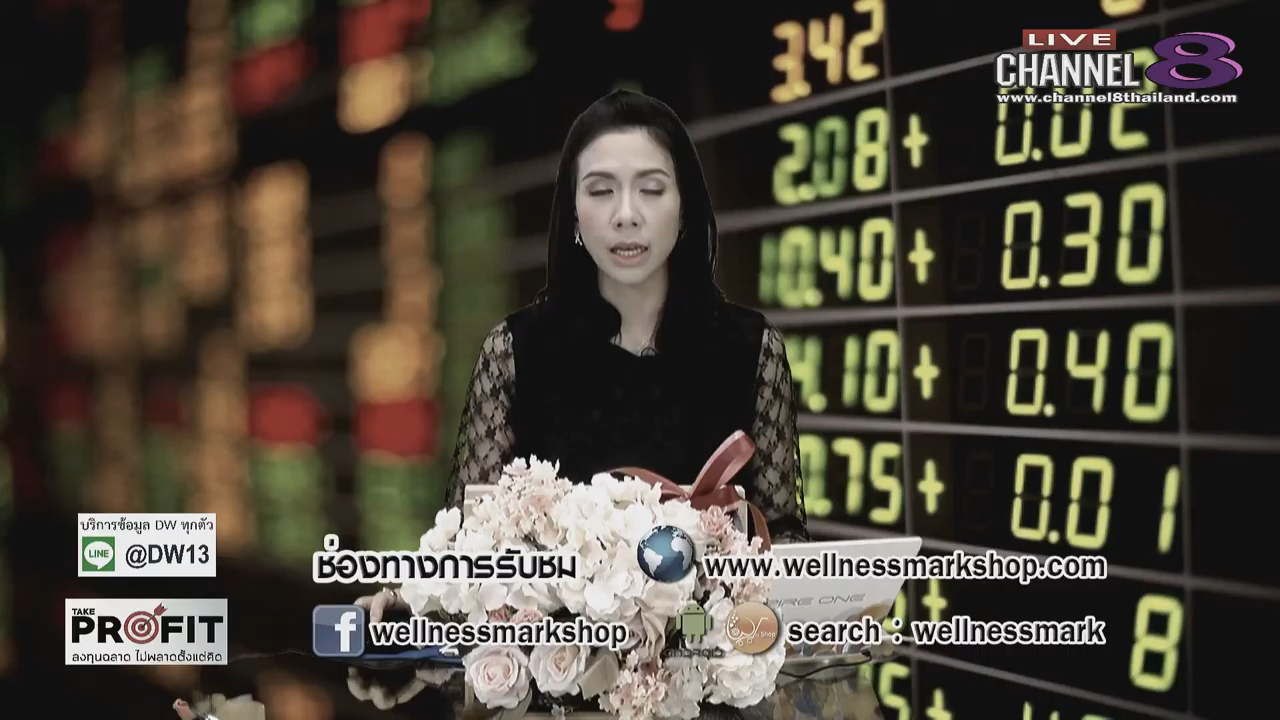 LIVE
CHANNEL 8
www.channel8thailand.com
3.42
0.02
2.08 +
10.40 + 0.30
4.10 + 0.40
0.75 + 0.01
8
บริการข้อมูล DW ทุกตัว
LINE @DW13
TAKE
PROFIT
ลงทุนฉลาด ไม่พลาดตั้งแต่คิด
ช่องทางการรับชม www.wellnessmarkshop.com
wellnessmarkshop ANDROID Shop search : wellnessmark